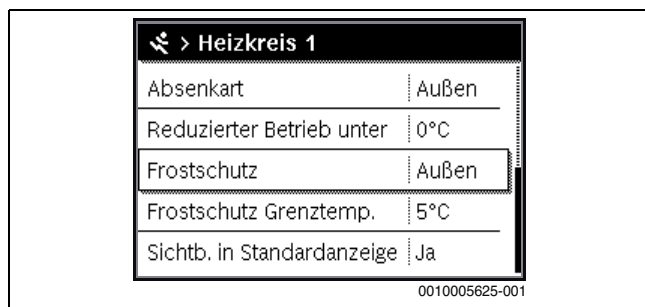 > Heizkreis 1
Absenkart Außen
Reduzierter Betrieb unter 0°C
Frostschutz Außen
Frostschutz Grenztemp. 5°C
Sichtb. in Standardanzeige Ja
0010005625-001